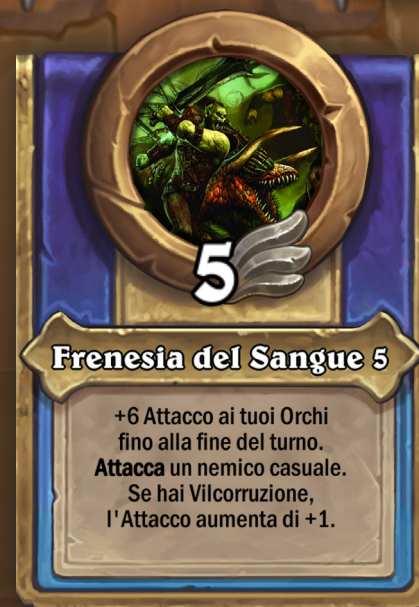 5
Frenesia del Sangue 5
+6 Attacco ai tuoi Orchi
fino alla fine del turno.
Attacca un nemico casuale.
Se hai Vilcorruzione,
l'Attacco aumenta di +1.